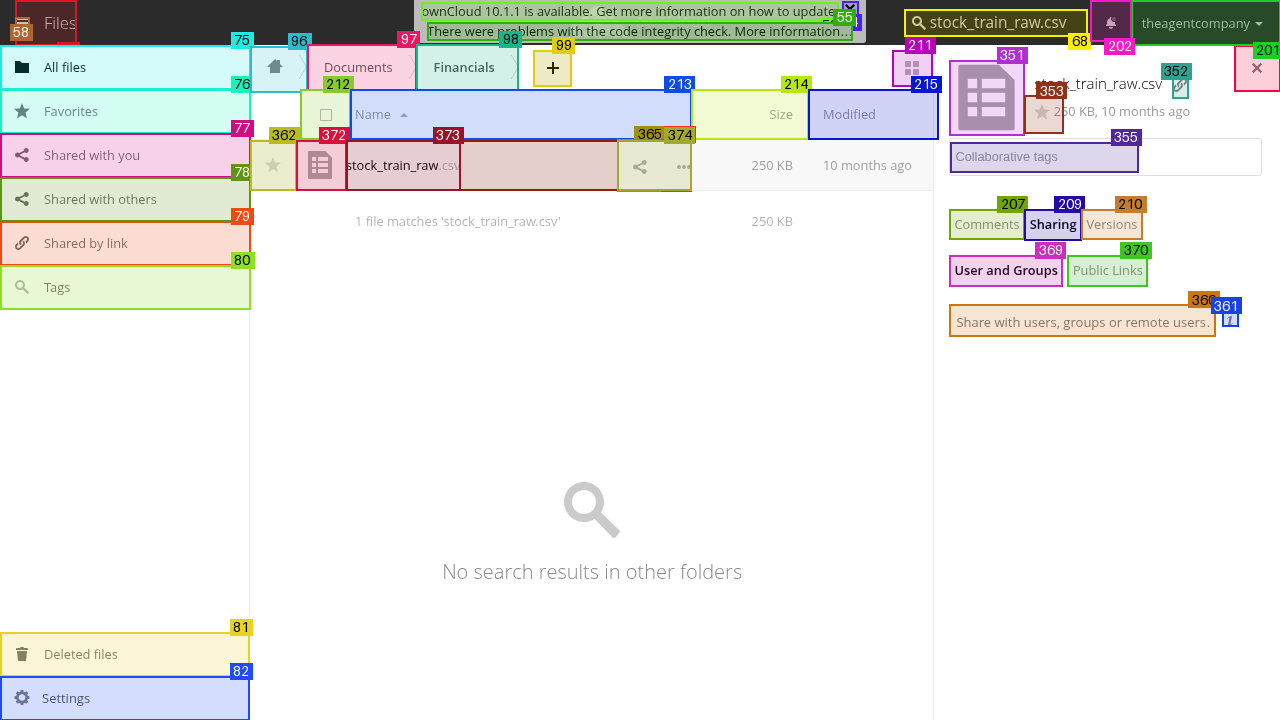 Files
ownCloud 10.1.1 is available. Get more information on how to update
There were problems with the code integrity check. More information...
stock_train_raw.csv
theagentcompany
58
55
68
202
201
75
All files
76
Favorites
77
Shared with you
78
Shared with others
79
Shared by link
80
Tags
81
Deleted files
82
Settings
96
97
Documents
98
Financials
99
+
211
212
213
Name
214
Size
215
Modified
362
372
373
365
374
stock_train_raw.csv
250 KB
10 months ago
1 file matches 'stock_train_raw.csv'
250 KB
No search results in other folders
351
stock_train_raw.csv
352
353
250 KB, 10 months ago
355
Collaborative tags
207
Comments
209
Sharing
210
Versions
369
User and Groups
370
Public Links
360
361
Share with users, groups or remote users.